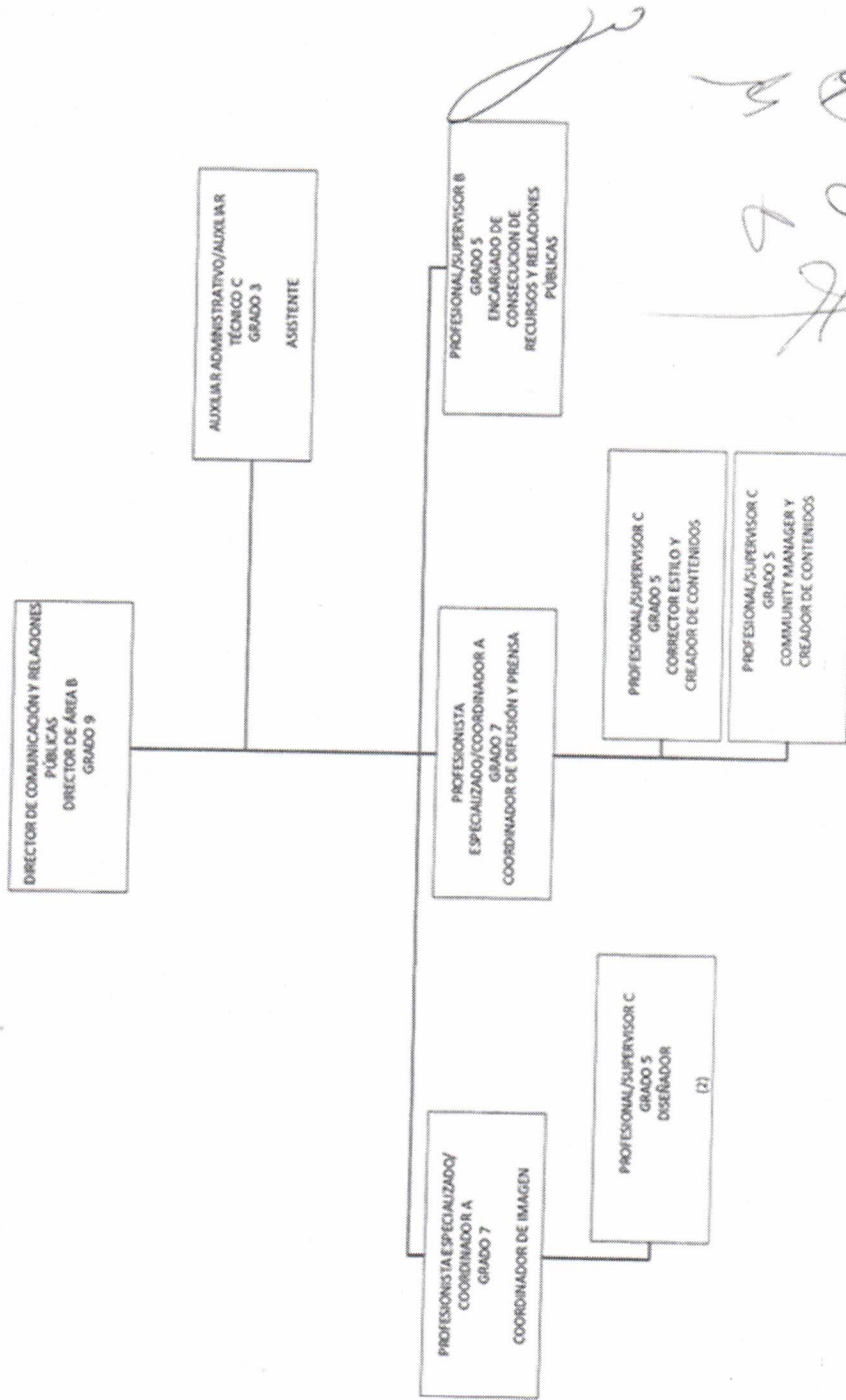 DIRECTOR DE COMUNICACIÓN Y RELACIONES
PÚBLICAS
DIRECTOR DE ÁREA B
GRADO 9
AUXILIAR ADMINISTRATIVO/AUXILIAR
TÉCNICO C
GRADO 3
ASISTENTE
PROFESIONISTA ESPECIALIZADO/
COORDINADOR A
GRADO 7
COORDINADOR DE IMAGEN
PROFESIONISTA
ESPECIALIZADO/COORDINADOR A
GRADO 7
COORDINADOR DE DIFUSIÓN Y PRENSA
PROFESIONAL/SUPERVISOR B
GRADO 5
ENCARGADO DE
CONSECUCION DE
RECURSOS Y RELACIONES
PÚBLICAS
PROFESIONAL/SUPERVISOR C
GRADO 5
DISEÑADOR
(2)
PROFESIONAL/SUPERVISOR C
GRADO 5
CORRECTOR ESTILO Y
CREADOR DE CONTENIDOS
PROFESIONAL/SUPERVISOR C
GRADO 5
COMMUNITY MANAGER Y
CREADOR DE CONTENIDOS